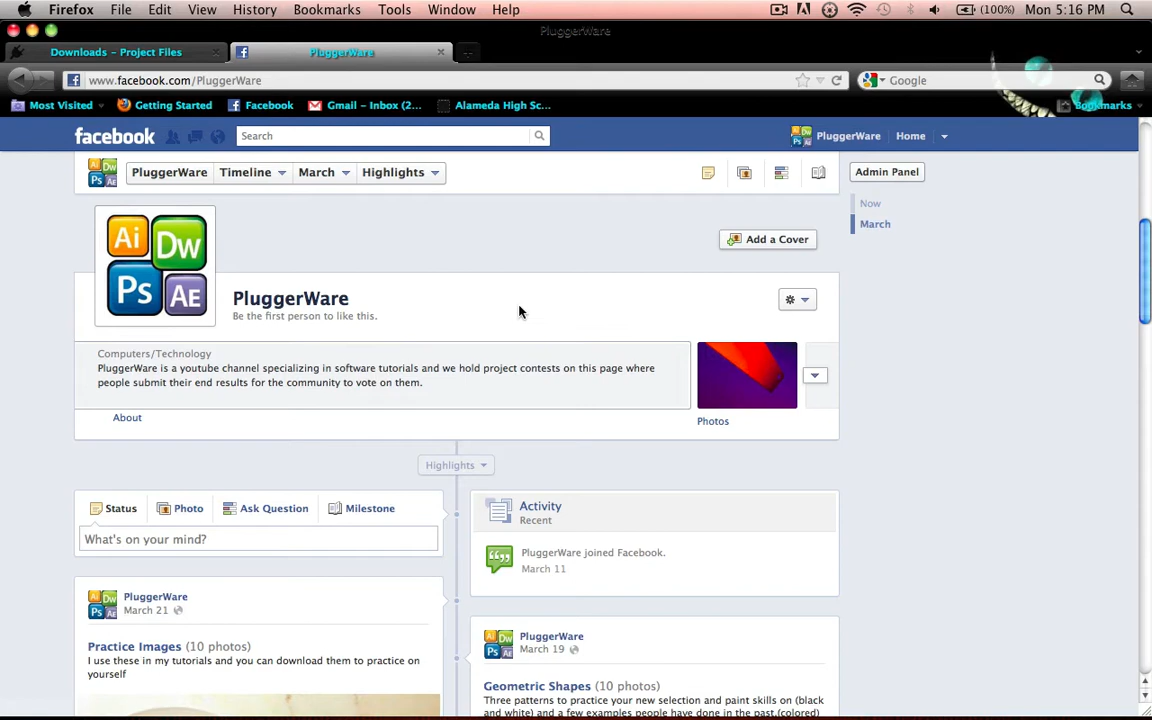 Firefox File Edit View History Bookmarks Tools Window Help (100%) Mon 5:16 PM
PluggerWare
Downloads – Project Files PluggerWare
www.facebook.com/PluggerWare Google
Most Visited Getting Started Facebook Gmail – Inbox (2... Alameda High Sc... Bookmarks
facebook Search PluggerWare Home
PluggerWare Timeline March Highlights Admin Panel
Now
March
Ai Dw Ps AE
Add a Cover
PluggerWare
Be the first person to like this.
Computers/Technology
PluggerWare is a youtube channel specializing in software tutorials and we hold project contests on this page where
people submit their end results for the community to vote on them.
About Photos
Highlights
Status Photo Ask Question Milestone
What's on your mind?
Activity
Recent
PluggerWare joined Facebook.
March 11
PluggerWare
March 21
Practice Images (10 photos)
I use these in my tutorials and you can download them to practice on
yourself
PluggerWare
March 19
Geometric Shapes (10 photos)
Three patterns to practice your new selection and paint skills on (black
and white) and a few examples people have done in the past.(colored)